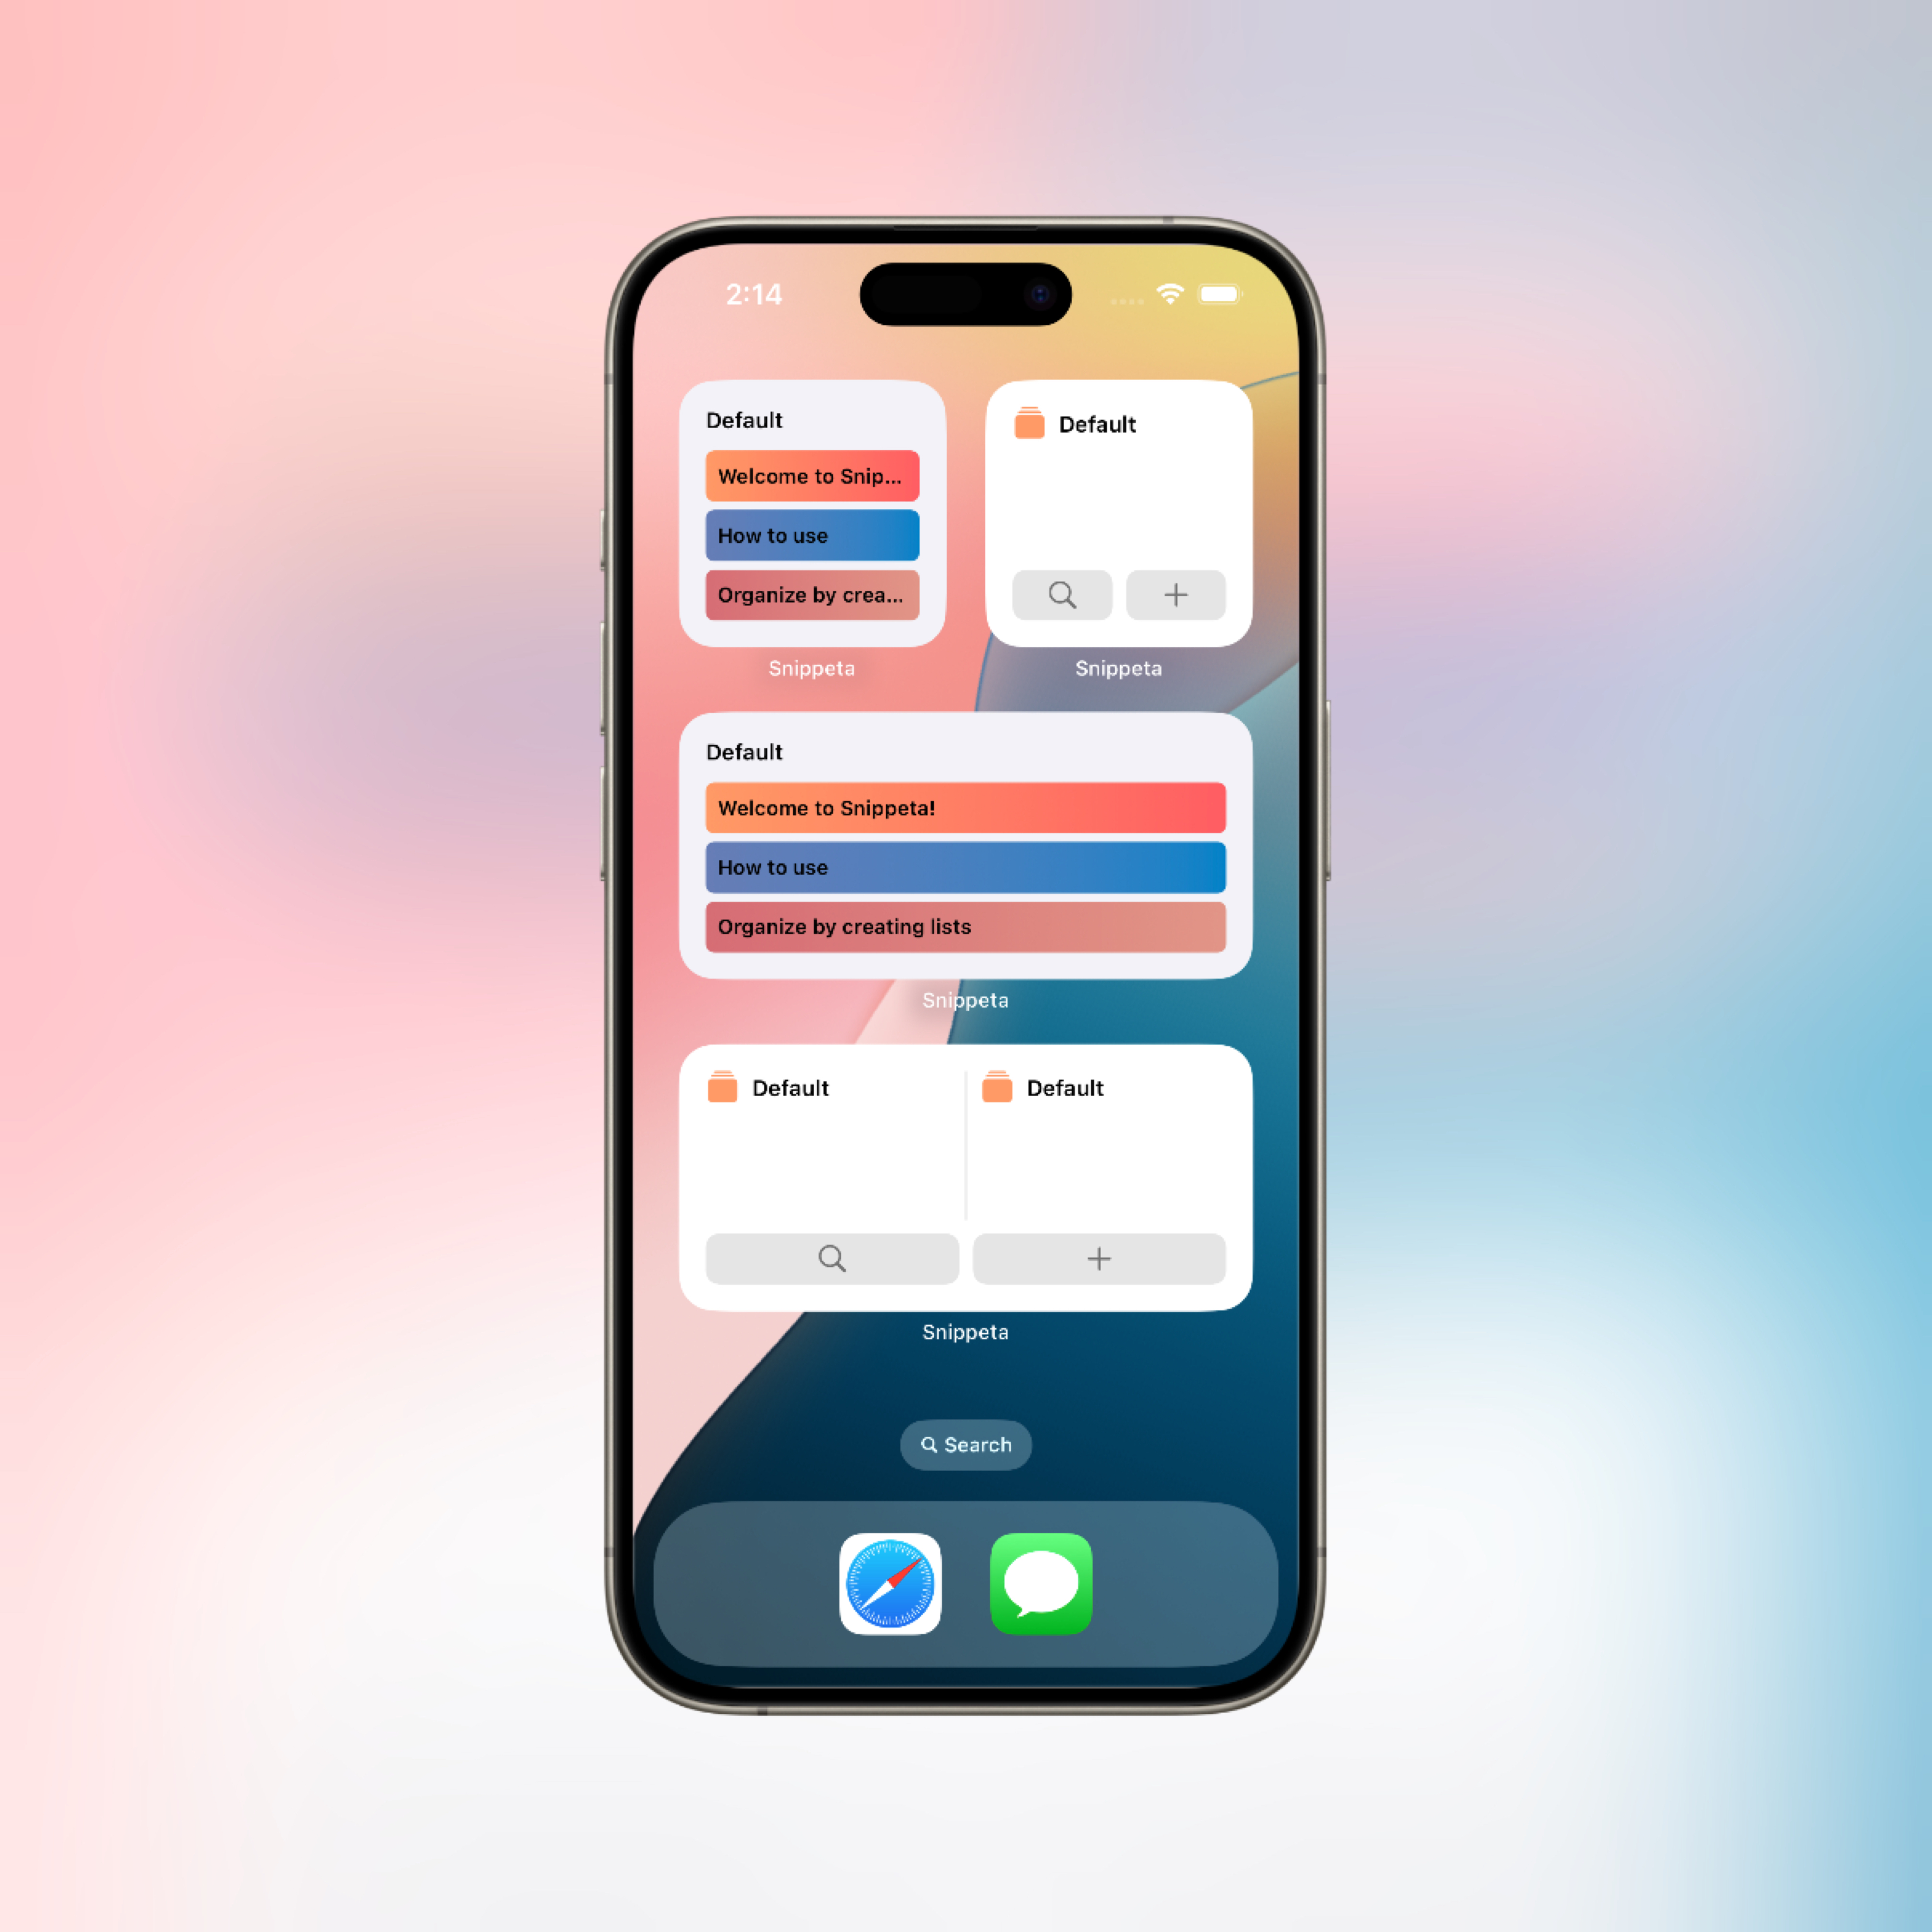 2:14
Default
Welcome to Snip...
How to use
Organize by crea...
Snippeta
Default
Snippeta
Default
Welcome to Snippeta!
How to use
Organize by creating lists
Snippeta
Default
Default
Snippeta
Search